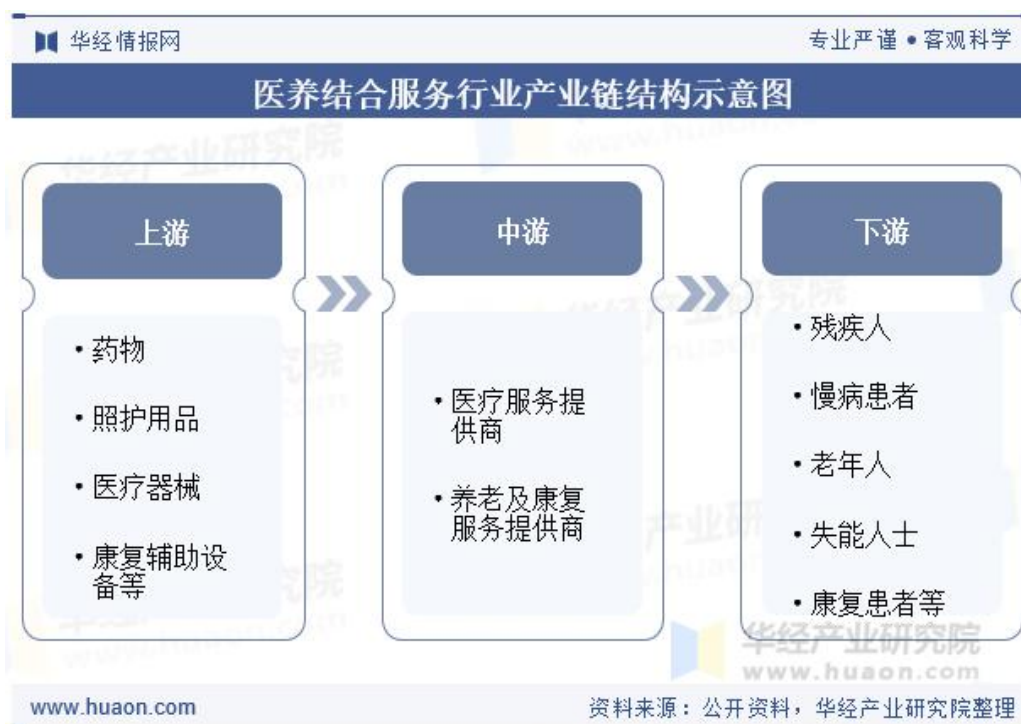 华经情报网
专业严谨 • 客观科学
医养结合服务行业产业链结构示意图
上游
• 药物
• 照护用品
• 医疗器械
• 康复辅助设
备等
中游
• 医疗服务提
供商
• 养老及康复
服务提供商
下游
• 残疾人
• 慢病患者
• 老年人
• 失能人士
• 康复患者等
华经产业研究院
www.huaon.com
www.huaon.com
资料来源：公开资料，华经产业研究院整理